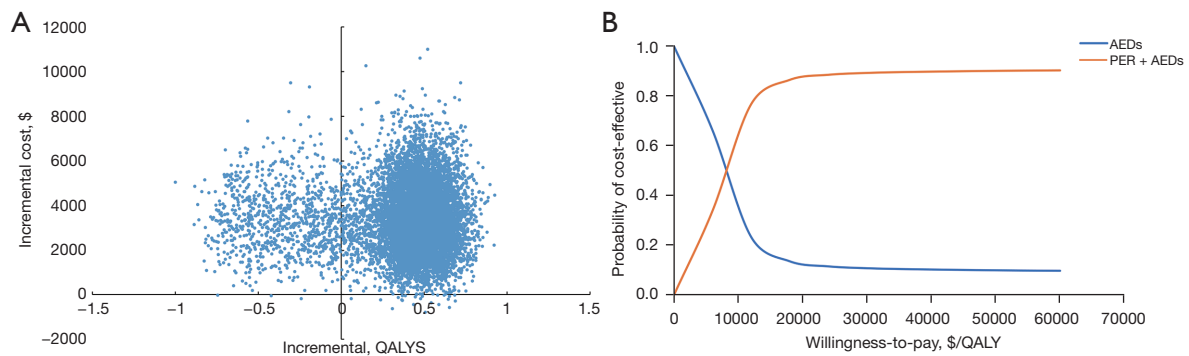 A
Incremental cost, $
12000
10000
8000
6000
4000
2000
0
−2000
−1.5
−1
−0.5
0
0.5
1
1.5
Incremental, QALYS
B
Probability of cost-effective
1.0
0.8
0.6
0.4
0.2
0.0
0 10000 20000 30000 40000 50000 60000 70000
Willingness-to-pay, $/QALY
AEDs
PER + AEDs